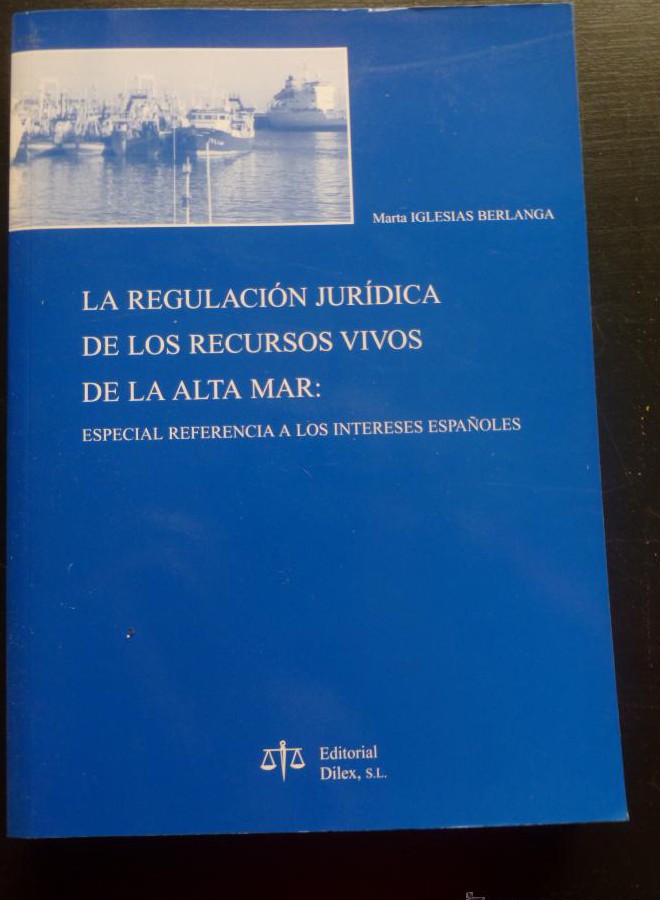 Marta IGLESIAS BERLANGA
LA REGULACIÓN JURÍDICA
DE LOS RECURSOS VIVOS
DE LA ALTA MAR:
ESPECIAL REFERENCIA A LOS INTERESES ESPAÑOLES
Editorial
Dilex, S.L.